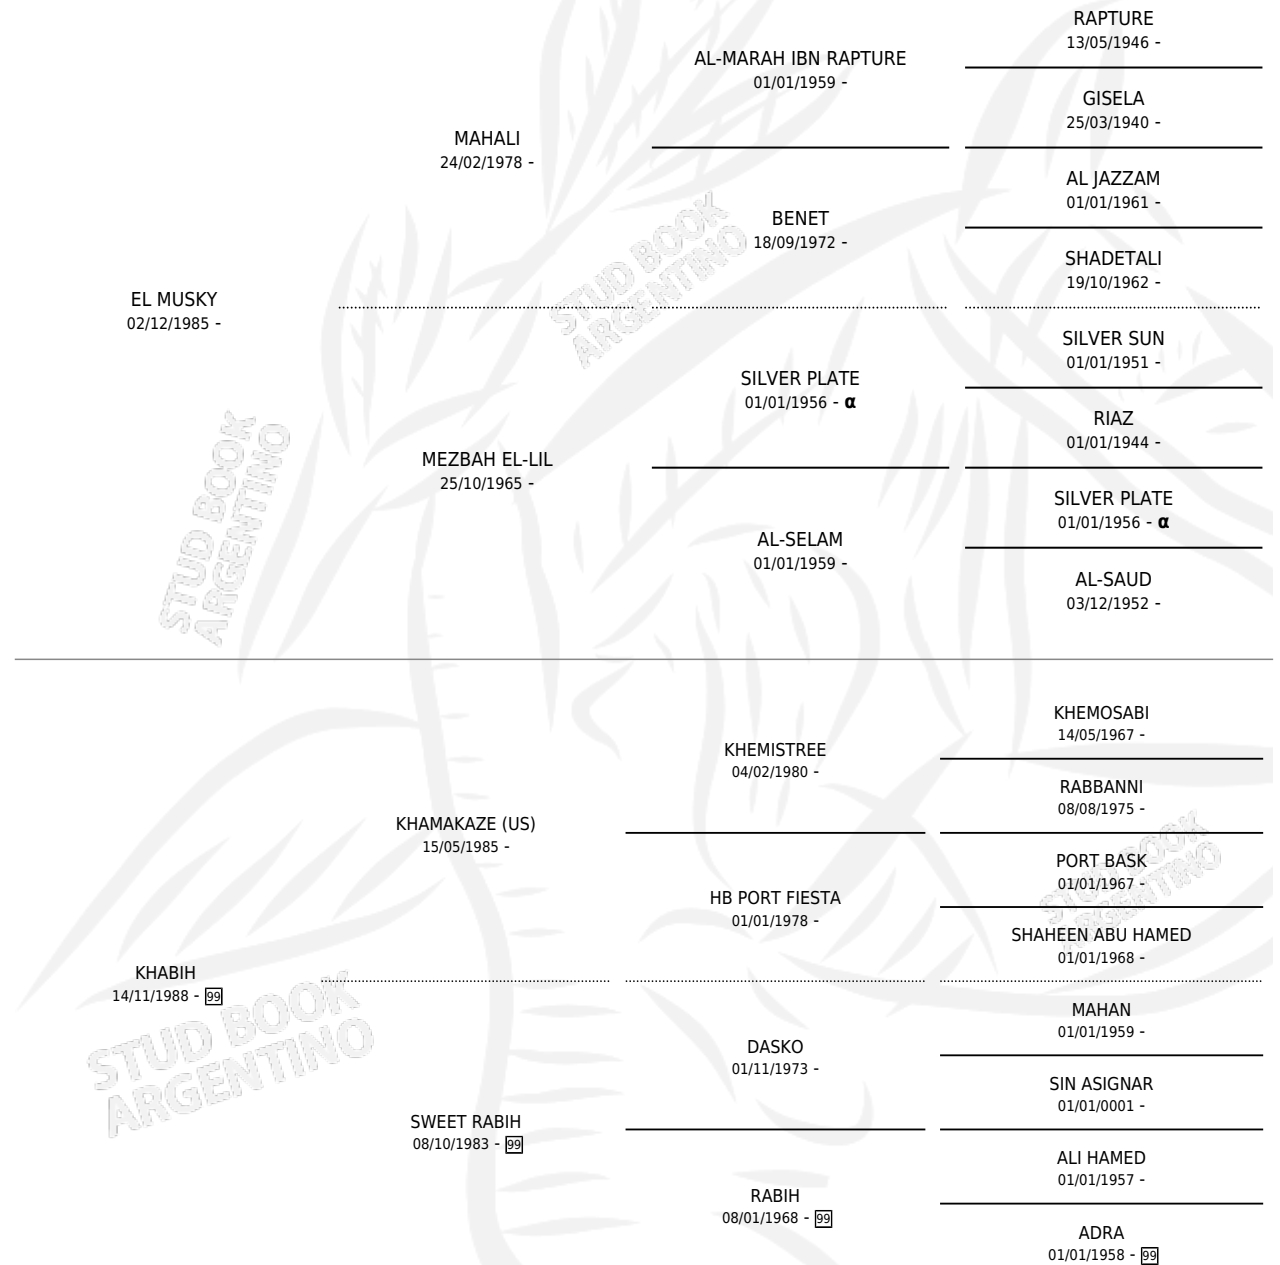 RAPTURE
13/05/1946 -
AL-MARAH IBN RAPTURE
01/01/1959 -
GISELA
25/03/1940 -
MAHALI
24/02/1978 -
AL JAZZAM
01/01/1961 -
BENET
18/09/1972 -
SHADETALI
19/10/1962 -
EL MUSKY
02/12/1985 -
SILVER SUN
01/01/1951 -
SILVER PLATE
01/01/1956 - α
RIAZ
01/01/1944 -
MEZBAH EL-LIL
25/10/1965 -
SILVER PLATE
01/01/1956 - α
AL-SELAM
01/01/1959 -
AL-SAUD
03/12/1952 -
KHEMOSABI
14/05/1967 -
KHEMISTREE
04/02/1980 -
RABBANNI
08/08/1975 -
KHAMAKAZE (US)
15/05/1985 -
PORT BASK
01/01/1967 -
HB PORT FIESTA
01/01/1978 -
SHAHEEN ABU HAMED
01/01/1968 -
KHABIH
14/11/1988 - 99
MAHAN
01/01/1959 -
DASKO
01/11/1973 -
SIN ASIGNAR
01/01/0001 -
SWEET RABIH
08/10/1983 - 99
ALI HAMED
01/01/1957 -
RABIH
08/01/1968 - 99
ADRA
01/01/1958 - 99
STUD BOOK
ARGENTINO
STUD BOOK
ARGENTINO
STUD BOOK
ARGENTINO
STUD BOOK
ARGENTINO